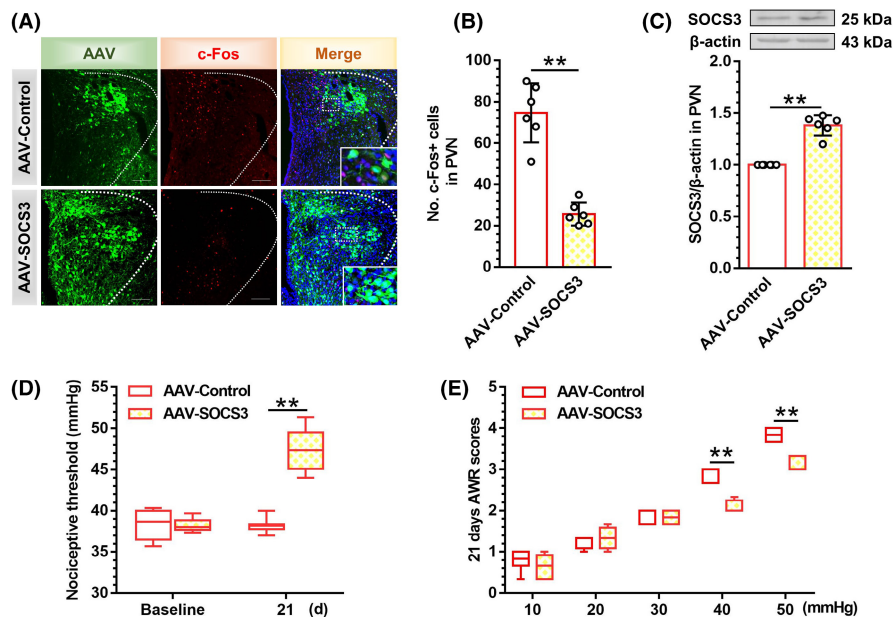 (A)
AAV
c-Fos
Merge
AAV-Control
AAV-SOCS3
(B)
No. c-Fos+ cells
in PVN
100
80
60
40
20
0
**
AAV-Control
AAV-SOCS3
(C)
SOCS3
25 kDa
β-actin
43 kDa
SOCS3/β-actin in PVN
2.0
1.5
1.0
0.5
0.0
**
AAV-Control
AAV-SOCS3
(D)
Nociceptive threshold (mmHg)
55
50
45
40
35
30
AAV-Control
AAV-SOCS3
**
Baseline
21
(d)
(E)
21 days AWR scores
5
4
3
2
1
0
AAV-Control
AAV-SOCS3
**
**
10
20
30
40
50
(mmHg)